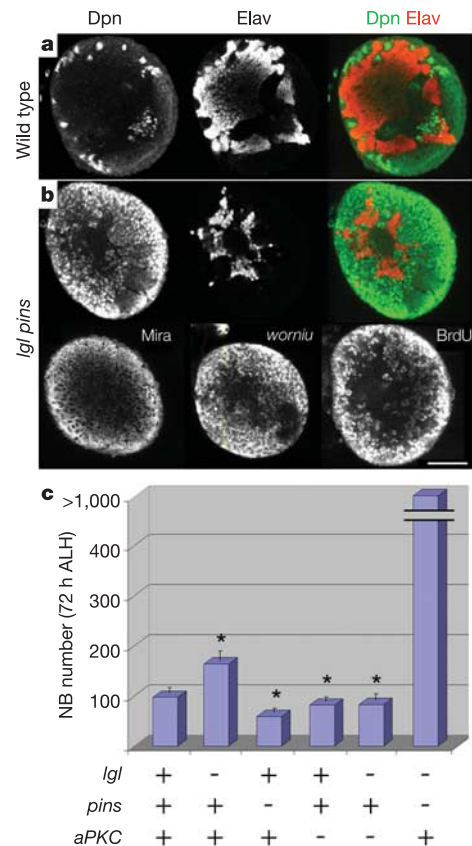 Dpn Elav Dpn Elav
a
Wild type
b
lgl pins
Mira worniu BrdU
c
NB number (72 h ALH)
>1,000
400
300
200
100
* * * *
lgl + - + + - -
pins + + - + + -
aPKC + + + - - +